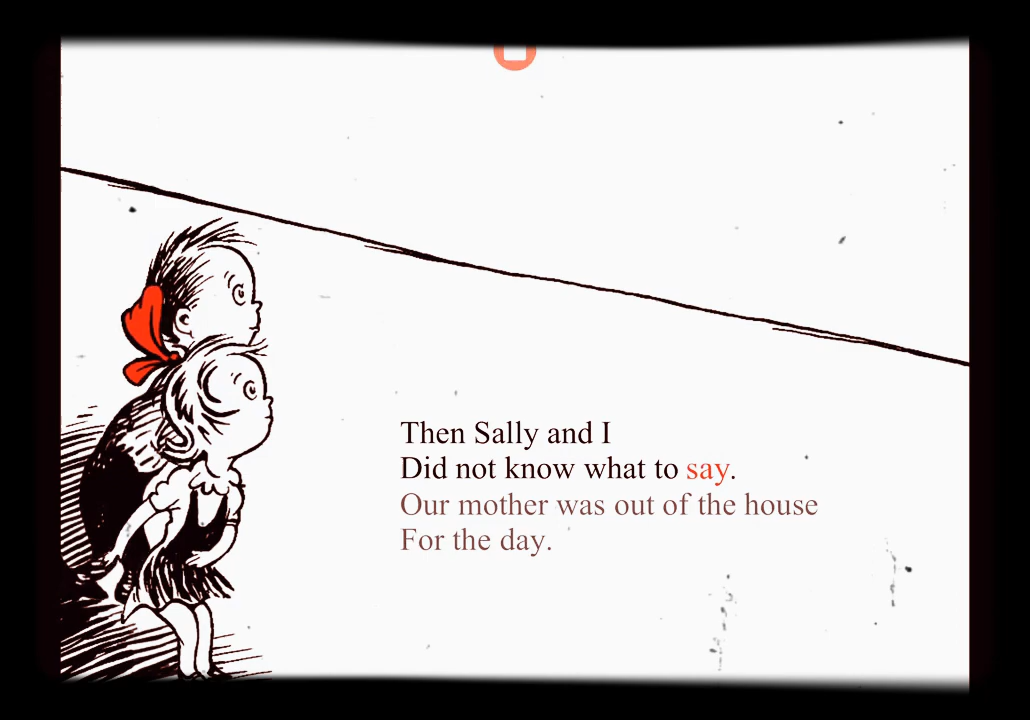 Then Sally and I
Did not know what to say.
Our mother was out of the house
For the day.